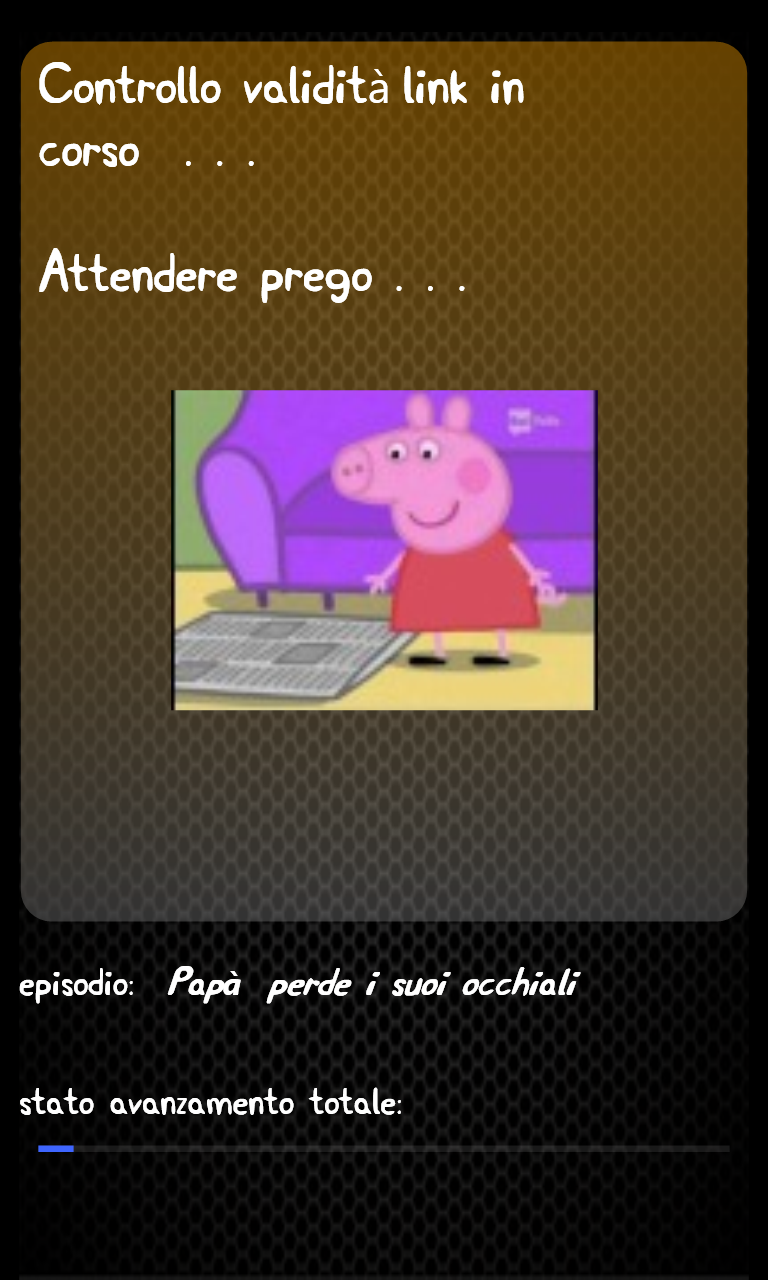 Controllo validità link in
corso . . .
Attendere prego . . .
episodio: Papà perde i suoi occhiali
stato avanzamento totale: